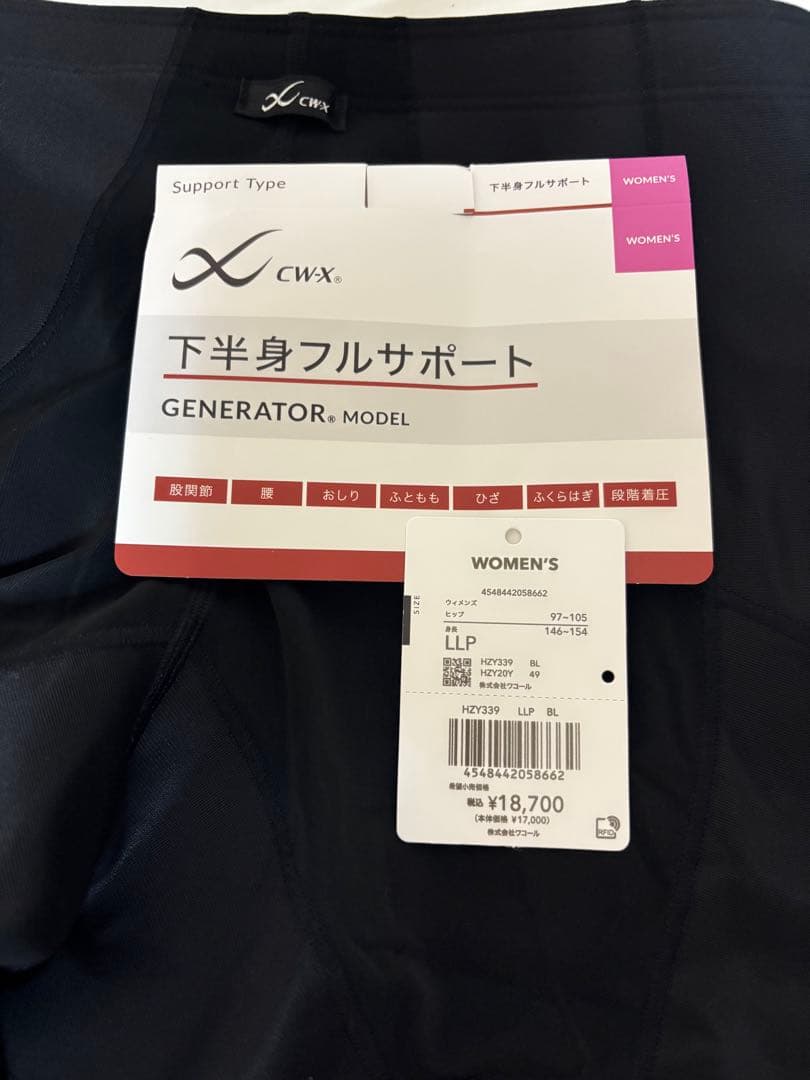 CW-X
Support Type
下半身フルサポート
WOMEN'S
WOMEN'S
CW-X®
下半身フルサポート
GENERATOR® MODEL
股関節
腰
おしり
ふともも
ひざ
ふくらはぎ
段階着圧
WOMEN'S
4548442058662
SIZE
ウィメンズ
ヒップ 97~105
身長 146~154
LLP
HZY339 BL
HZY20Y 49
株式会社ワコール
HZY339 LLP BL
4548442058662
希望小売価格
税込 ¥18,700
(本体価格 ¥17,000)
株式会社ワコール
RFID